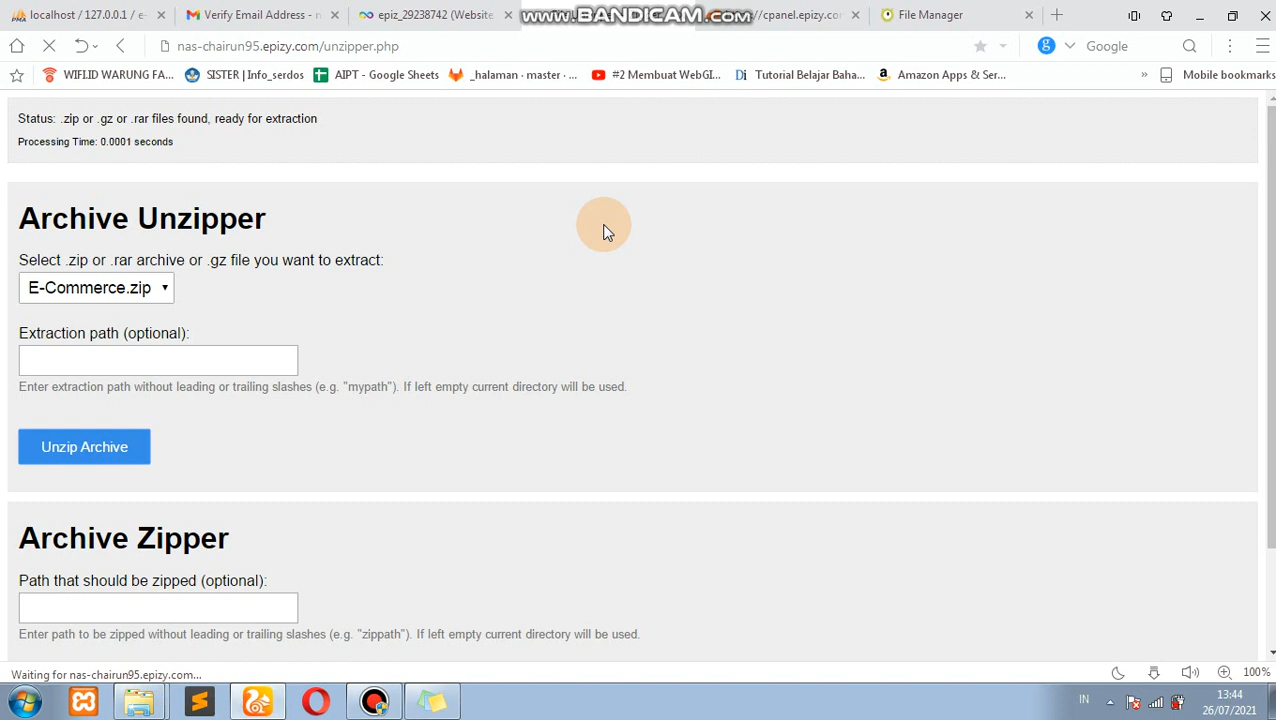 localhost / 127.0.0.1 / e-
Verify Email Address - n
epiz_29238742 (Website
www.BANDICAM.com
://cpanel.epizy.com
File Manager
nas-chairun95.epizy.com/unzipper.php
Google
WIFI.ID WARUNG FA...
SISTER | Info_serdos
AIPT - Google Sheets
_halaman · master · ...
#2 Membuat WebGI...
Tutorial Belajar Baha...
Amazon Apps & Ser...
»
Mobile bookmarks
Status: .zip or .gz or .rar files found, ready for extraction
Processing Time: 0.0001 seconds
Archive Unzipper
Select .zip or .rar archive or .gz file you want to extract:
E-Commerce.zip
Extraction path (optional):
Enter extraction path without leading or trailing slashes (e.g. "mypath"). If left empty current directory will be used.
Unzip Archive
Archive Zipper
Path that should be zipped (optional):
Enter path to be zipped without leading or trailing slashes (e.g. "zippath"). If left empty current directory will be used.
Waiting for nas-chairun95.epizy.com...
100%
IN
13:44
26/07/2021